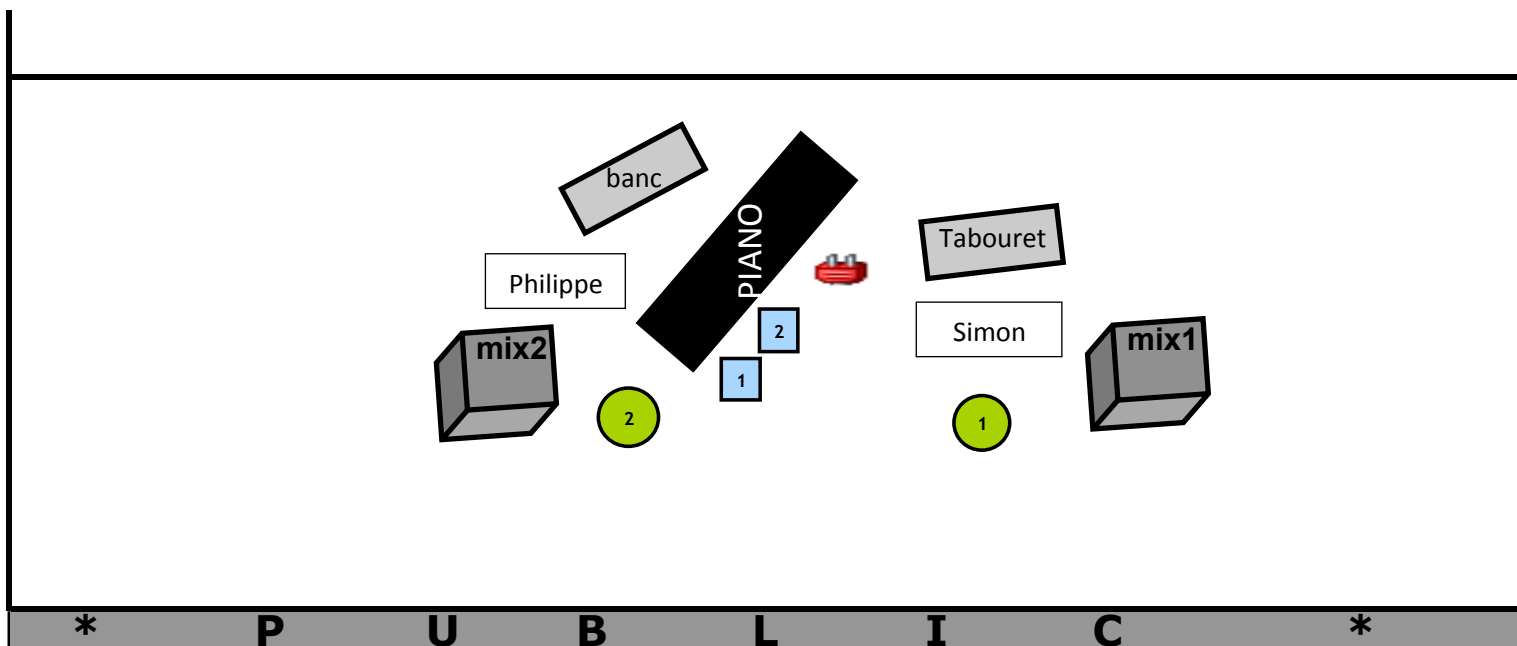 banc
PIANO
Tabouret
Philippe
Simon
mix2
mix1
2
1
2
1
* P U B L I C *